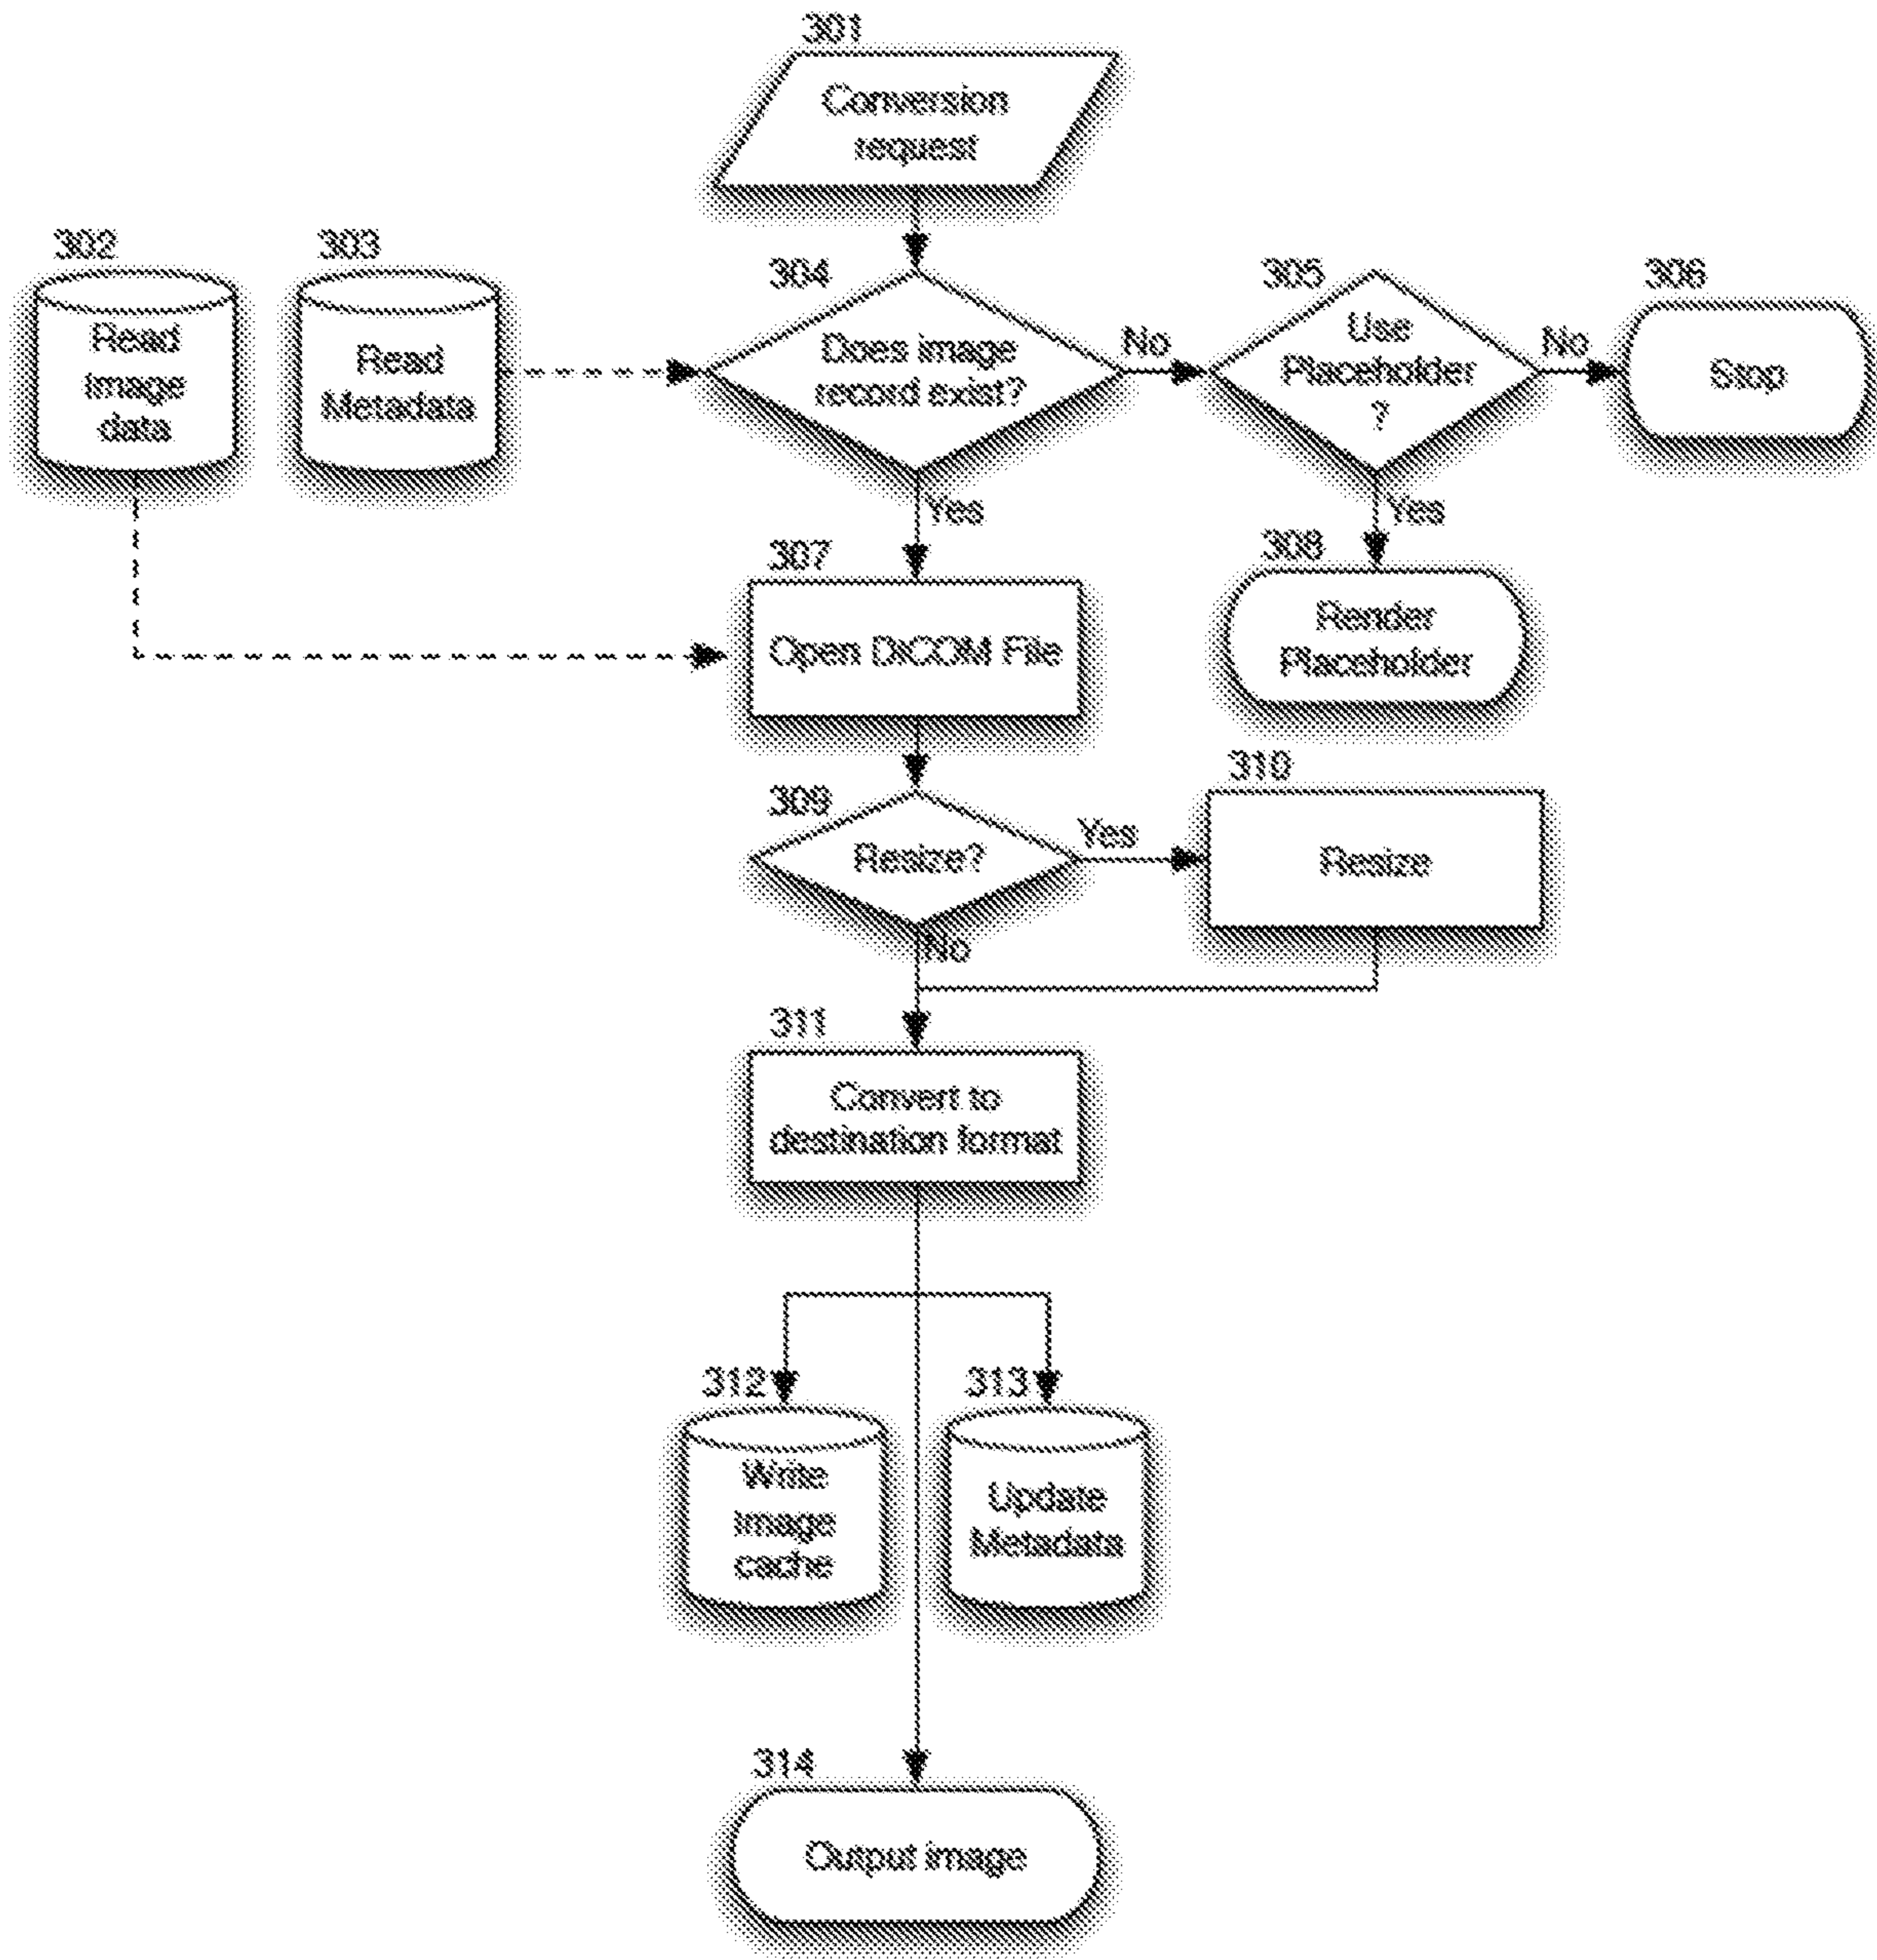 301
Conversion
request
302
303
304
305
306
Read
Image
data
Read
Metadata
Does image
record exist?
No
Use
Placeholder
?
No
Stop
Yes
Yes
307
308
Open DICOM File
Render
Placeholder
309
310
Resize?
Yes
Resize
No
311
Convert to
destination format
312
313
Write
Image
cache
Update
Metadata
314
Output image